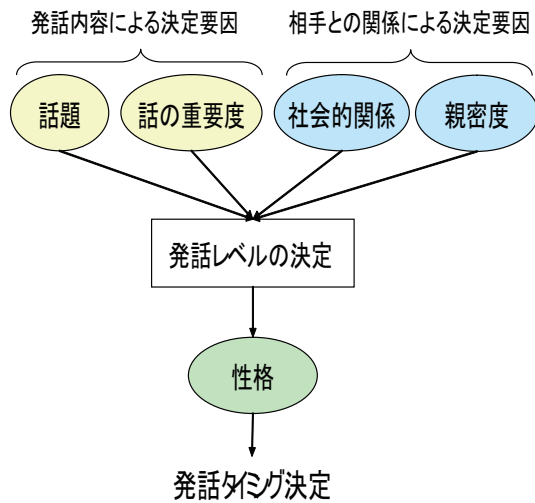 発話内容による決定要因
相手との関係による決定要因
話題
話の重要度
社会的関係
親密度
発話レベルの決定
性格
発話タイミング決定